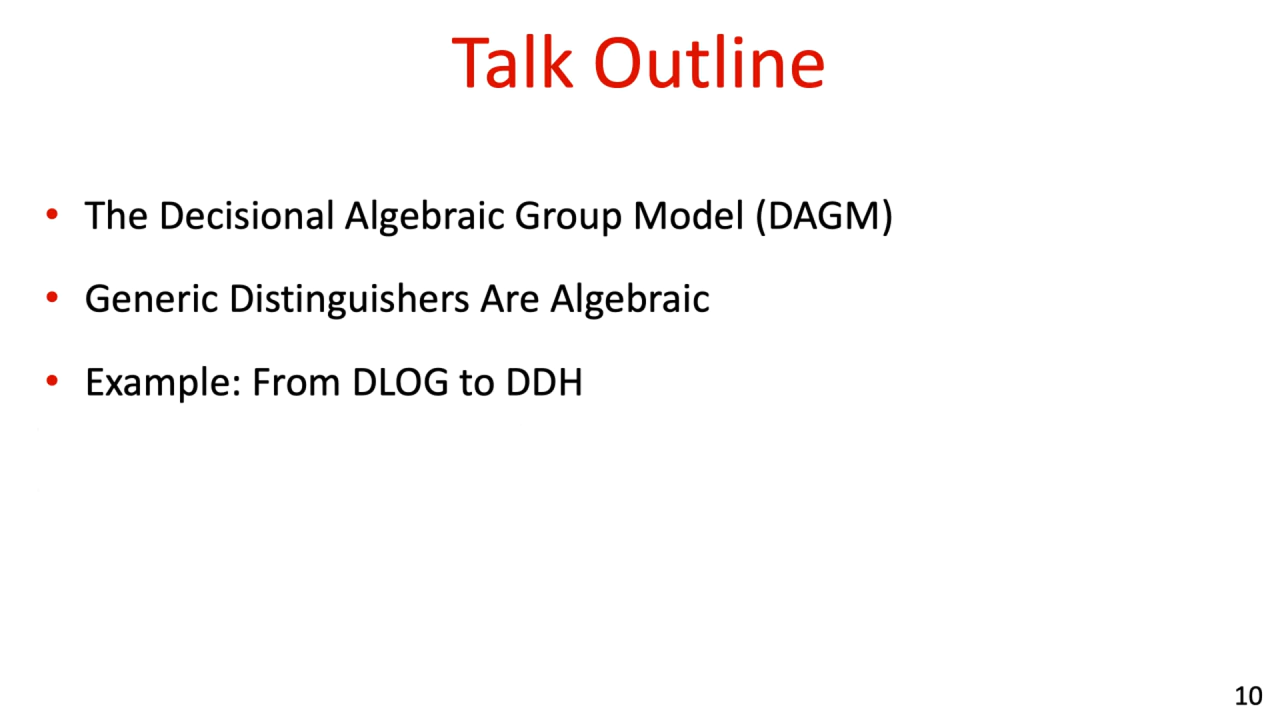 Talk Outline
• The Decisional Algebraic Group Model (DAGM)
• Generic Distinguishers Are Algebraic
• Example: From DLOG to DDH
10